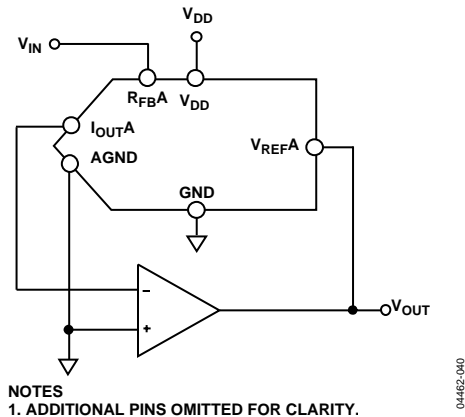 VDD
VIN
RFBA VDD
IOUTA
AGND
VREFA
GND
–
+
VOUT
NOTES
1. ADDITIONAL PINS OMITTED FOR CLARITY.
04462-040